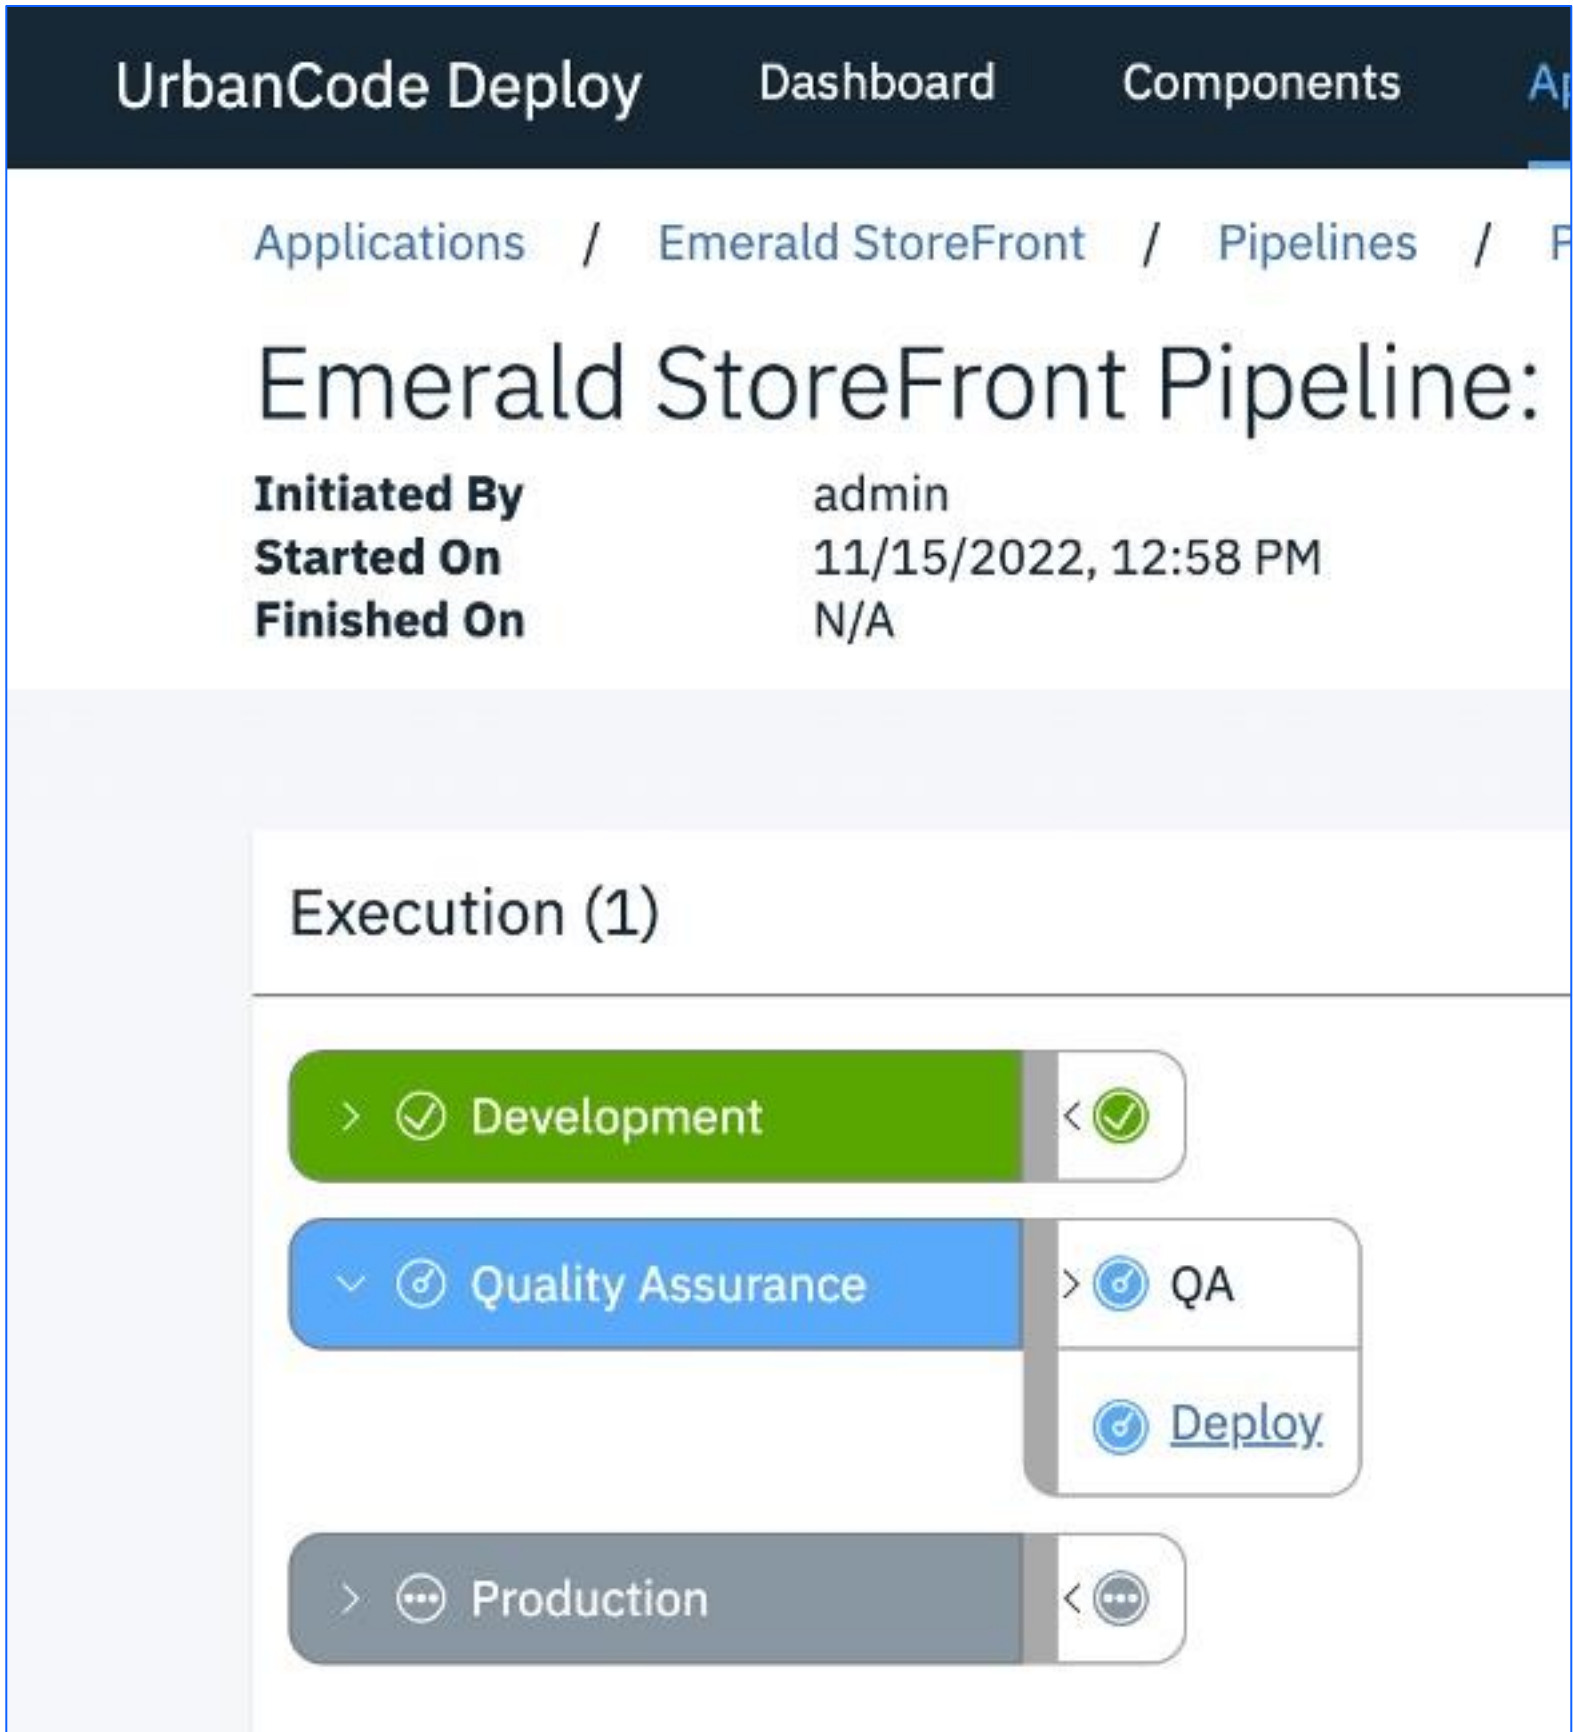 UrbanCode Deploy Dashboard Components
Applications / Emerald StoreFront / Pipelines /
Emerald StoreFront Pipeline:
Initiated By admin
Started On 11/15/2022, 12:58 PM
Finished On N/A
Execution (1)
Development
Quality Assurance QA
Deploy
Production